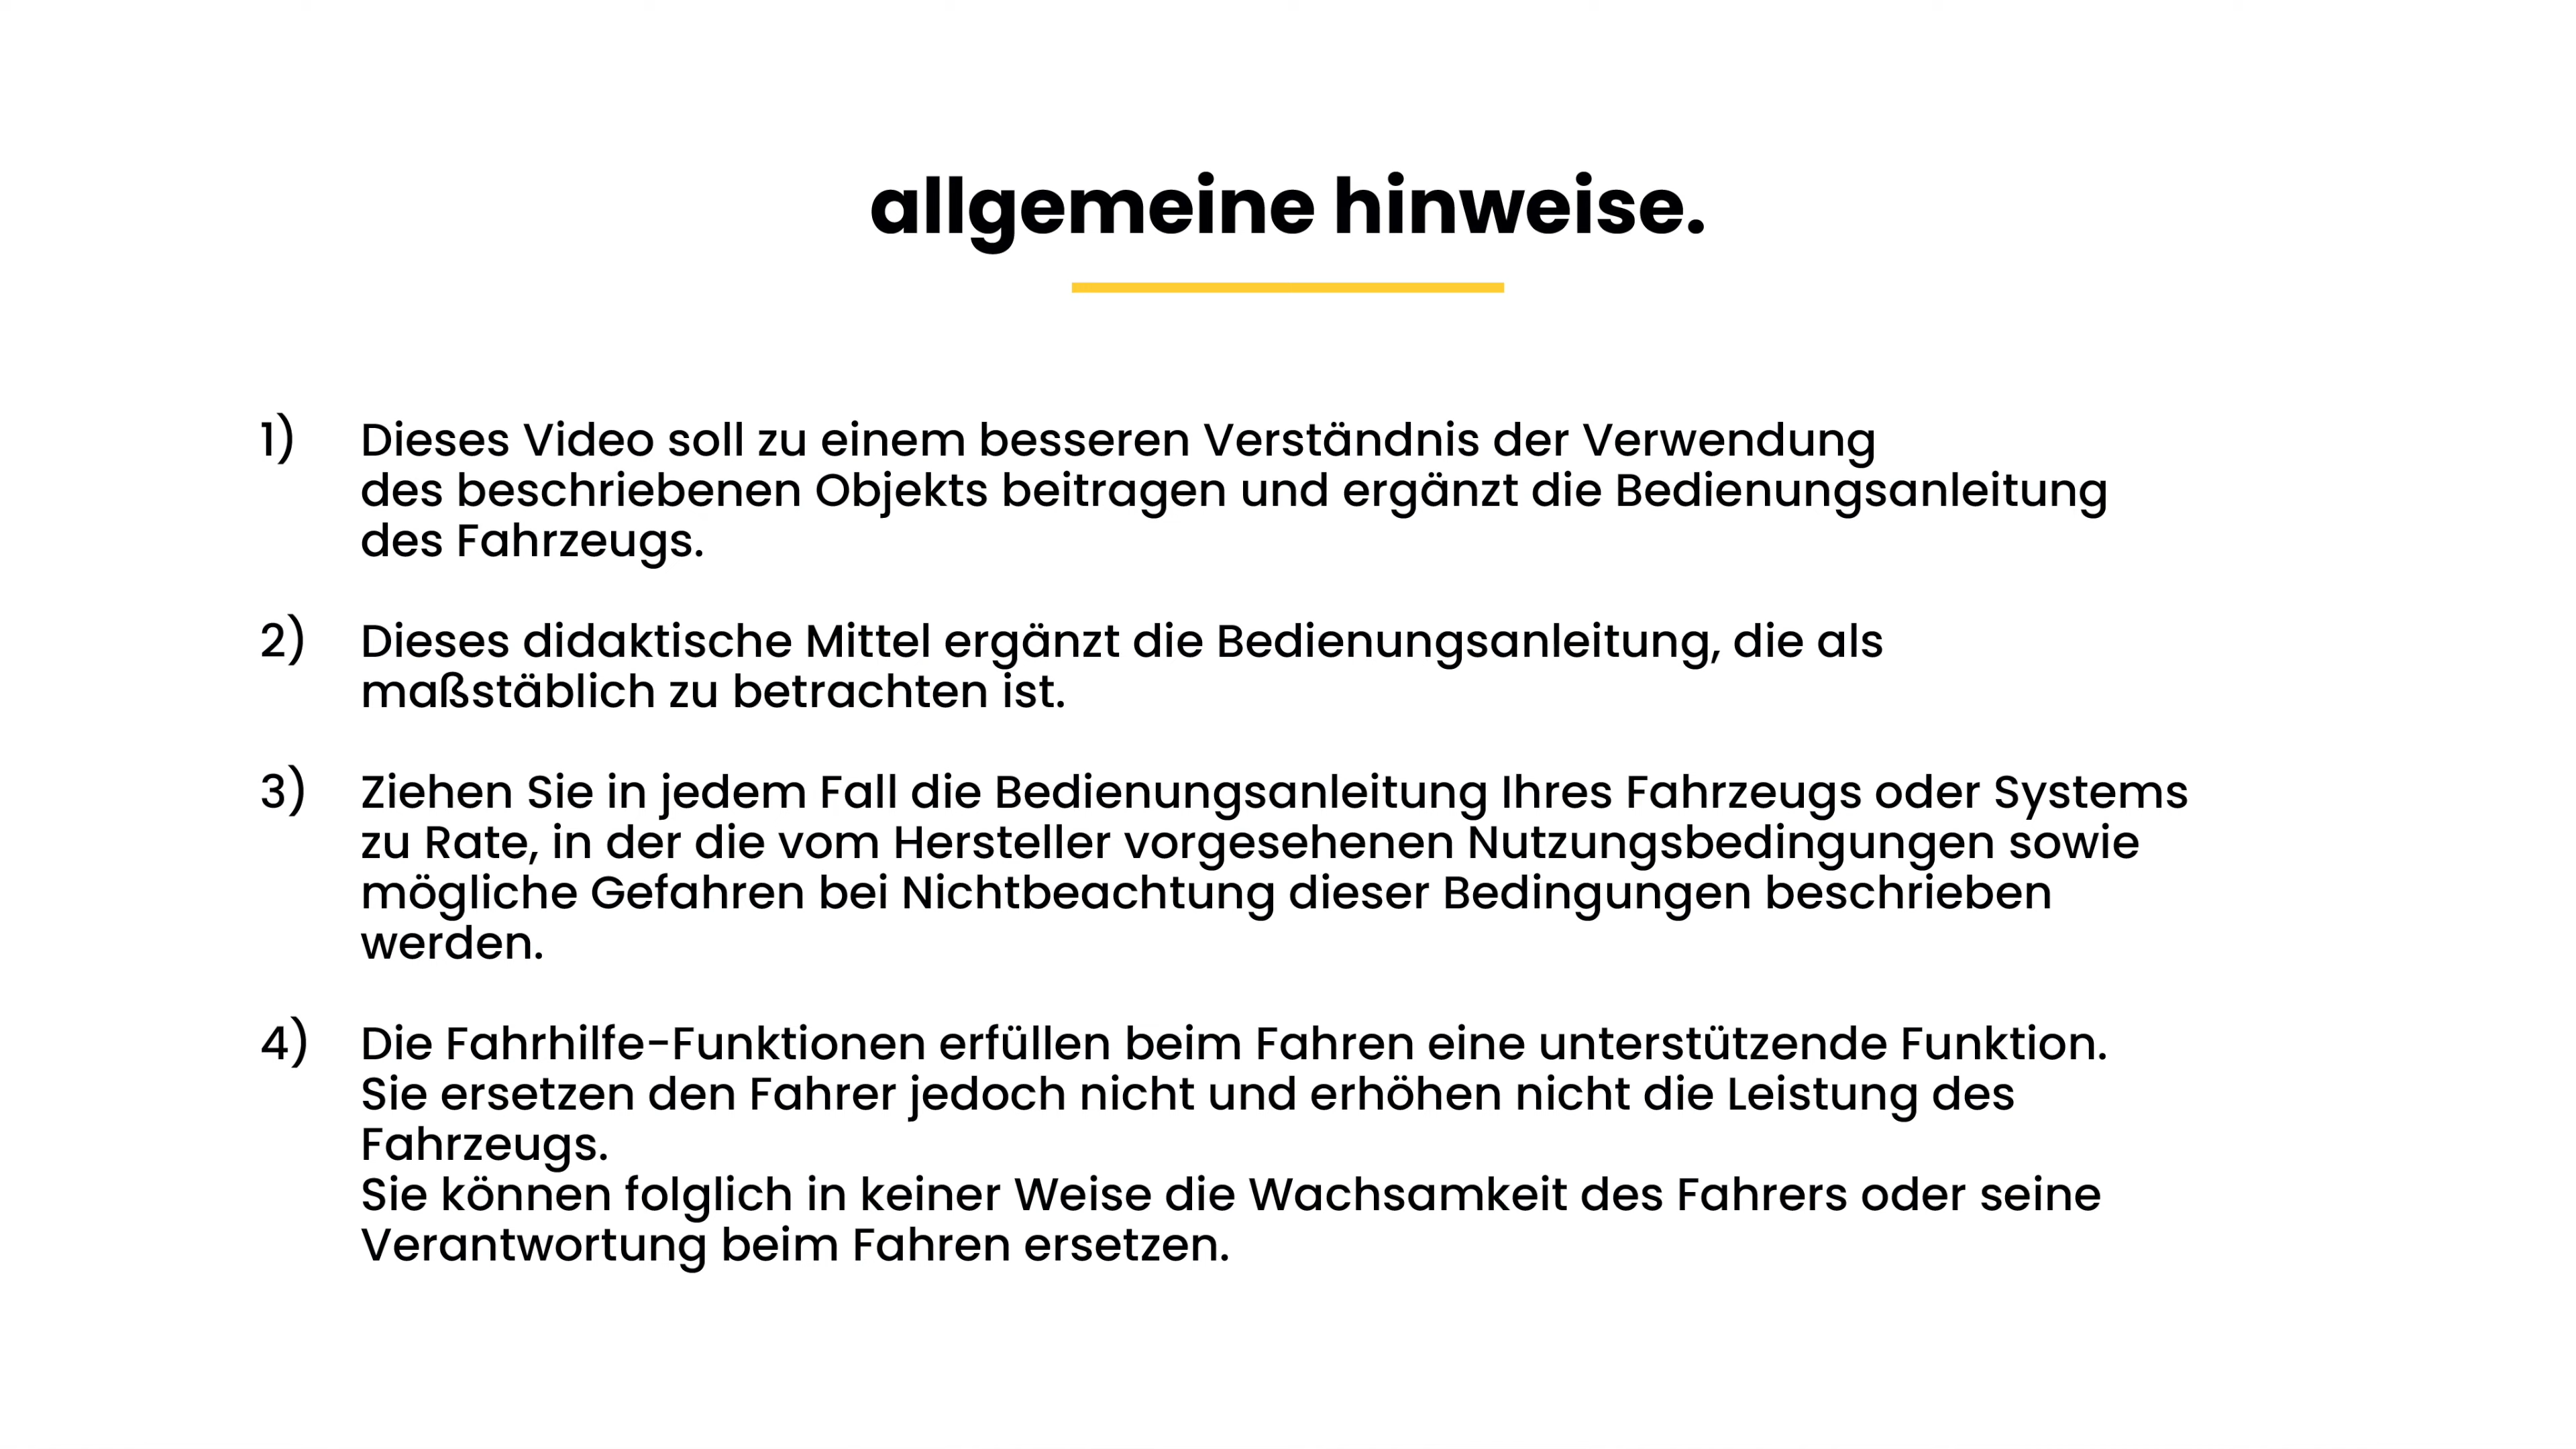 allgemeine hinweise.
1) Dieses Video soll zu einem besseren Verständnis der Verwendung
des beschriebenen Objekts beitragen und ergänzt die Bedienungsanleitung
des Fahrzeugs.
2) Dieses didaktische Mittel ergänzt die Bedienungsanleitung, die als
maßstäblich zu betrachten ist.
3) Ziehen Sie in jedem Fall die Bedienungsanleitung Ihres Fahrzeugs oder Systems
zu Rate, in der die vom Hersteller vorgesehenen Nutzungsbedingungen sowie
mögliche Gefahren bei Nichtbeachtung dieser Bedingungen beschrieben
werden.
4) Die Fahrhilfe-Funktionen erfüllen beim Fahren eine unterstützende Funktion.
Sie ersetzen den Fahrer jedoch nicht und erhöhen nicht die Leistung des
Fahrzeugs.
Sie können folglich in keiner Weise die Wachsamkeit des Fahrers oder seine
Verantwortung beim Fahren ersetzen.